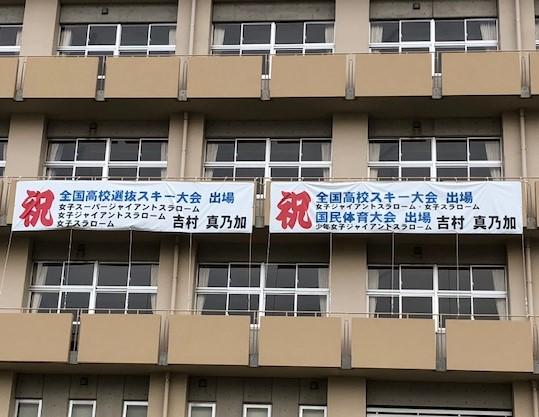 祝
全国高校選抜スキー大会 出場
女子スーパージャイアントスラローム
女子ジャイアントスラローム
女子スラローム
吉村 真乃加
祝
全国高校スキー大会 出場
女子ジャイアントスラローム・女子スラローム
国民体育大会 出場
少年女子ジャイアントスラローム
吉村 真乃加